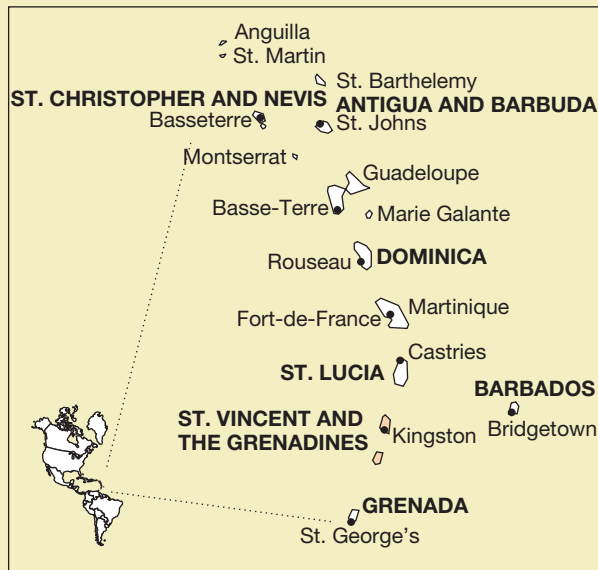 Anguilla
St. Martin
St. Barthelemy
ST. CHRISTOPHER AND NEVIS
ANTIGUA AND BARBUDA
Basseterre
St. Johns
Montserrat
Guadeloupe
Basse-Terre
Marie Galante
Rouseau
DOMINICA
Martinique
Fort-de-France
Castries
ST. LUCIA
BARBADOS
Bridgetown
ST. VINCENT AND
THE GRENADINES
Kingston
GRENADA
St. George's